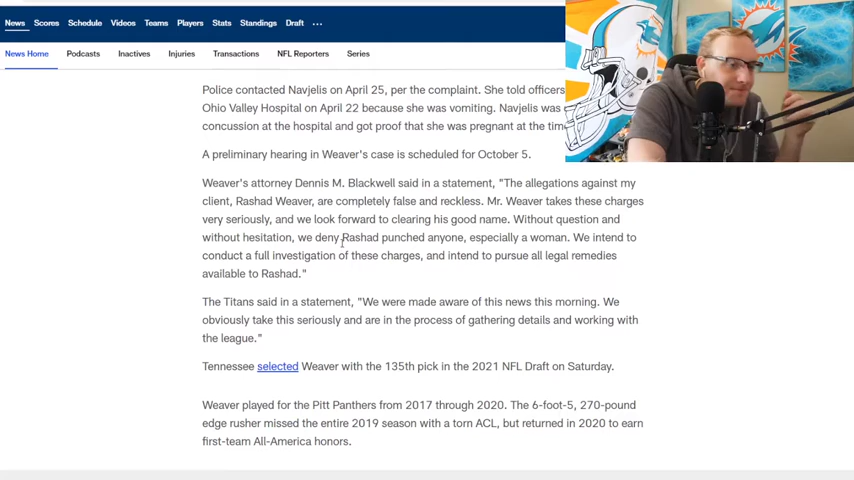 News Scores Schedule Videos Teams Players Stats Standings Draft ...
News Home Podcasts Inactives Injuries Transactions NFL Reporters Series
Police contacted Navjelis on April 25, per the complaint. She told officers
Ohio Valley Hospital on April 22 because she was vomiting. Navjelis was
concussion at the hospital and got proof that she was pregnant at the
A preliminary hearing in Weaver's case is scheduled for October 5.
Weaver's attorney Dennis M. Blackwell said in a statement, "The allegations against my
client, Rashad Weaver, are completely false and reckless. Mr. Weaver takes these charges
very seriously, and we look forward to clearing his good name. Without question and
without hesitation, we deny Rashad punched anyone, especially a woman. We intend to
conduct a full investigation of these charges, and intend to pursue all legal remedies
available to Rashad."
The Titans said in a statement, "We were made aware of this news this morning. We
obviously take this seriously and are in the process of gathering details and working with
the league."
Tennessee selected Weaver with the 135th pick in the 2021 NFL Draft on Saturday.
Weaver played for the Pitt Panthers from 2017 through 2020. The 6-foot-5, 270-pound
edge rusher missed the entire 2019 season with a torn ACL, but returned in 2020 to earn
first-team All-America honors.